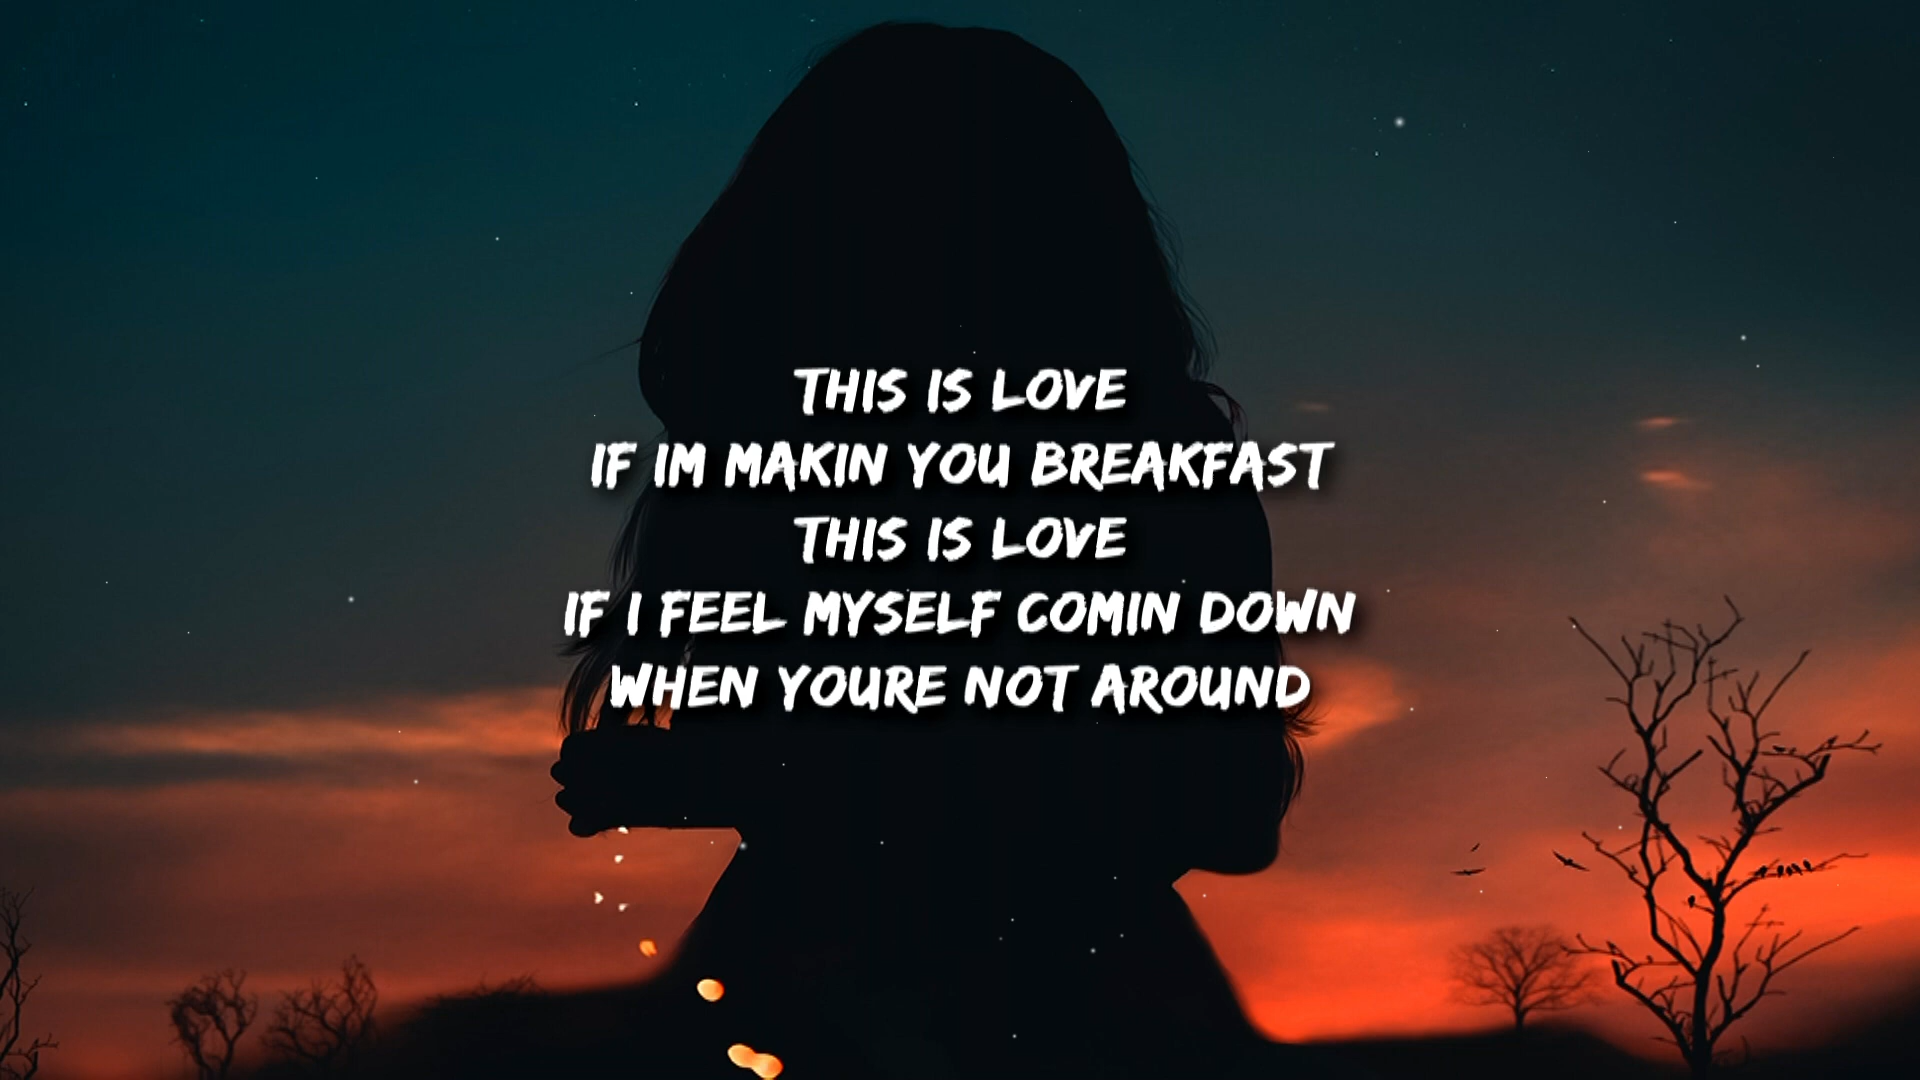 THIS IS LOVE
IF IM MAKIN YOU BREAKFAST
THIS IS LOVE
IF I FEEL MYSELF COMIN DOWN
WHEN YOURE NOT AROUND